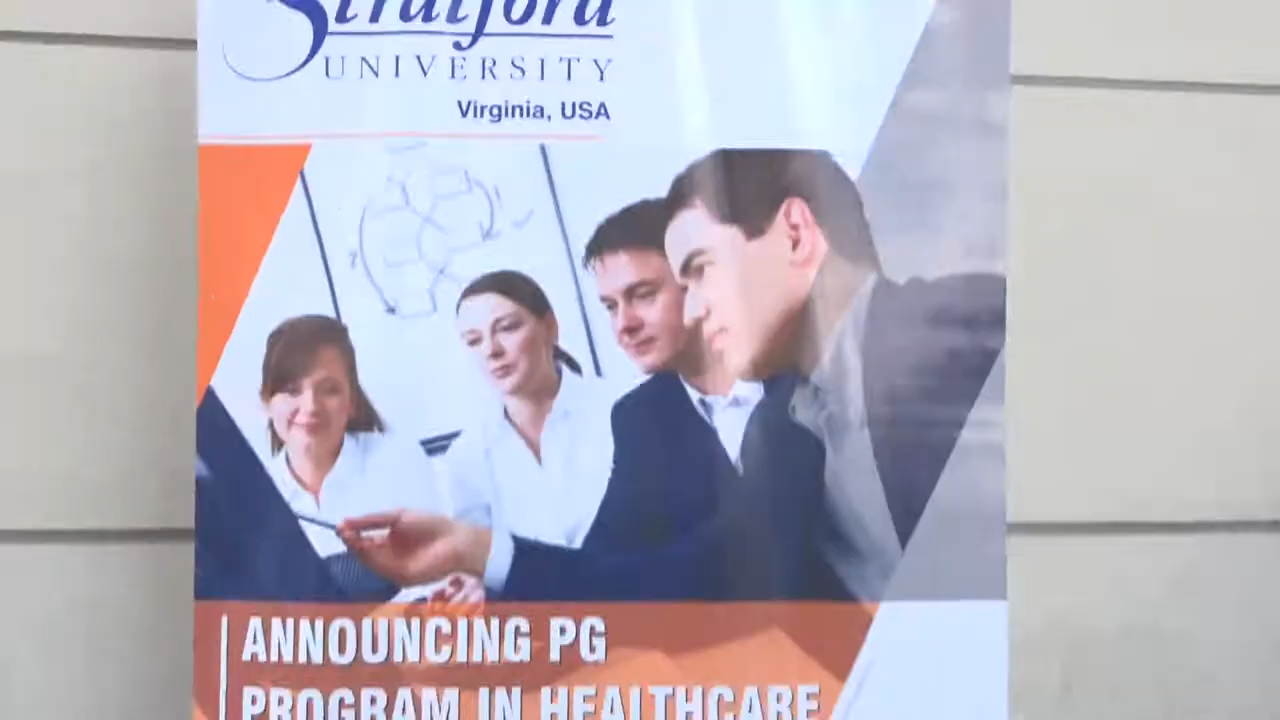 Stratford
UNIVERSITY
Virginia, USA
ANNOUNCING PG
PROGRAM IN HEALTHCARE